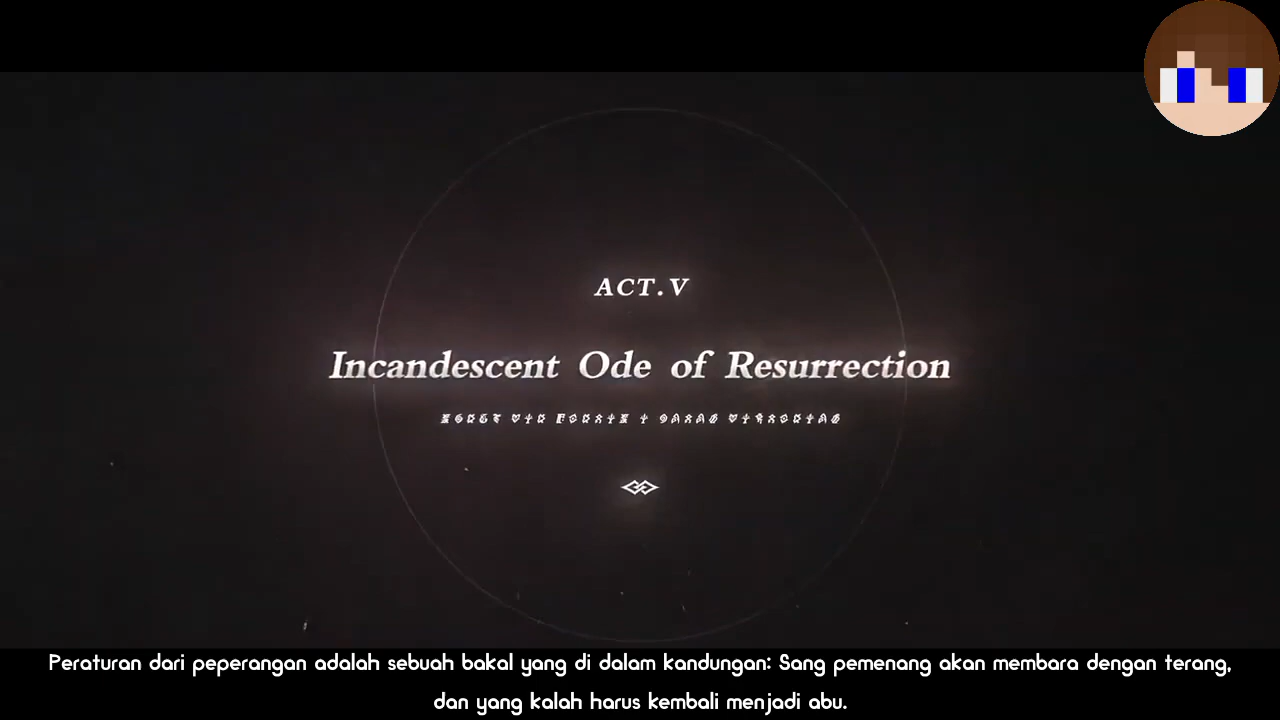 ACT.V
Incandescent Ode of Resurrection
Peraturan dari peperangan adalah sebuah bakal yang di dalam kandungan: Sang pemenang akan membara dengan terang,
dan yang kalah harus kembali menjadi abu.